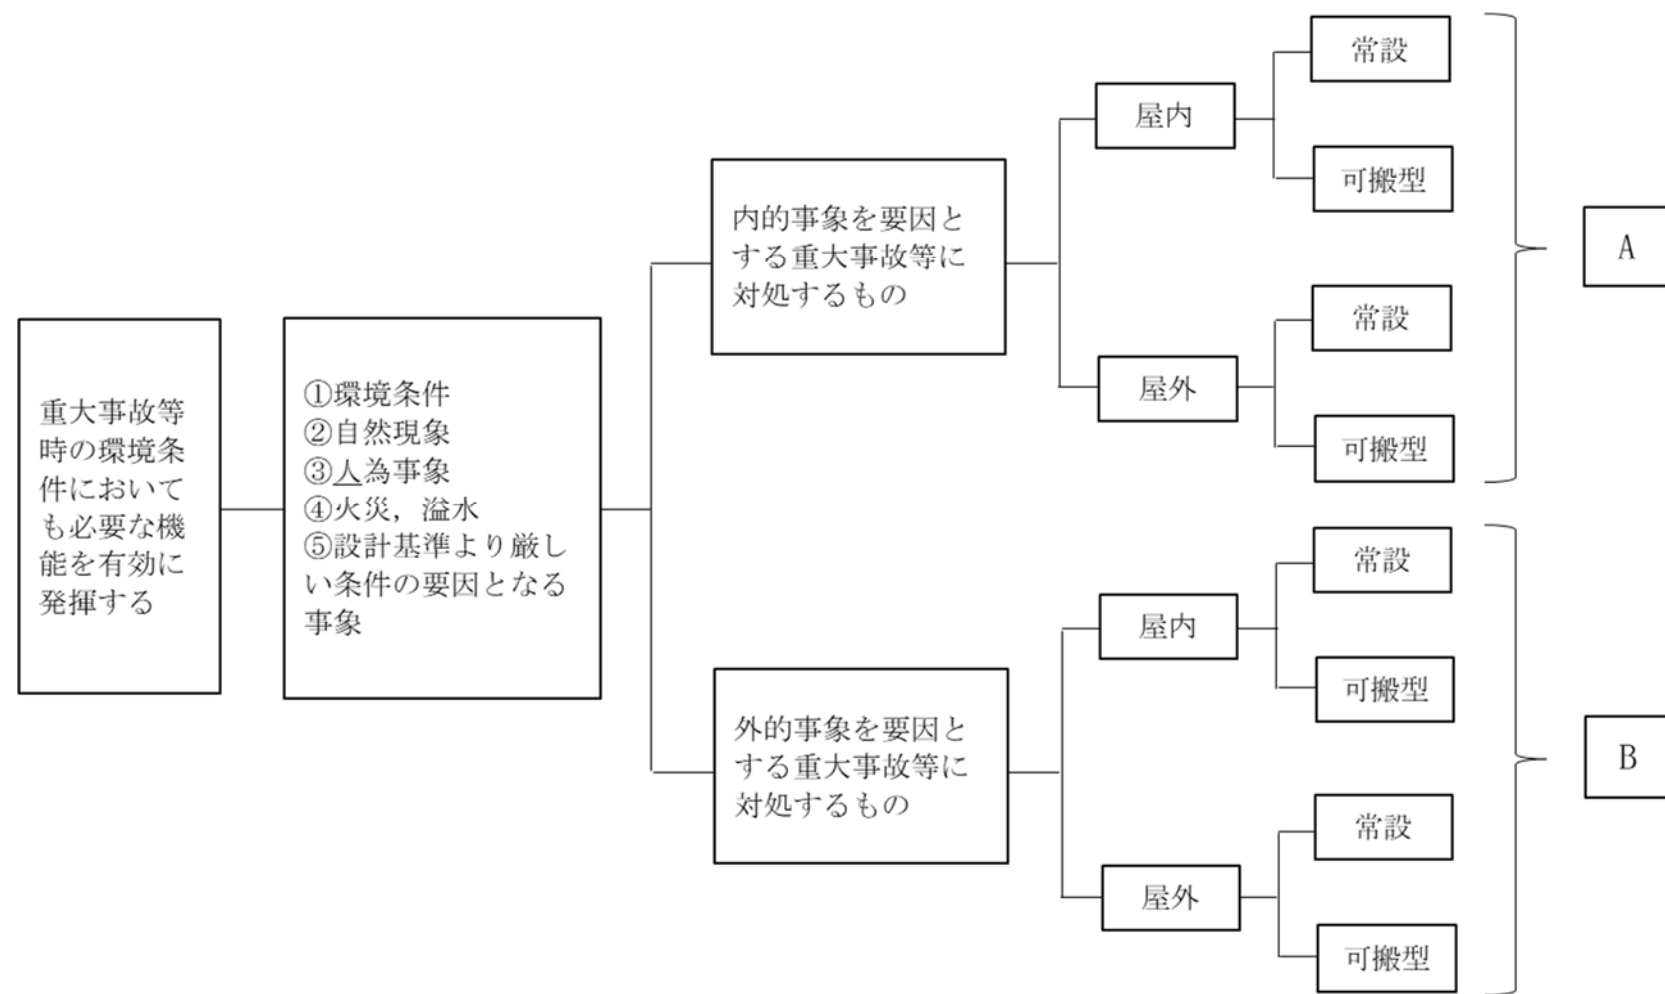 重大事故等
時の環境条
件において
も必要な機
能を有効に
発揮する
①環境条件
②自然現象
③人為事象
④火災，溢水
⑤設計基準より厳し
い条件の要因となる
事象
内的事象を要因と
する重大事故等に
対処するもの
屋内
常設
可搬型
屋外
常設
可搬型
A
外的事象を要因と
する重大事故等に
対処するもの
屋内
常設
可搬型
屋外
常設
可搬型
B